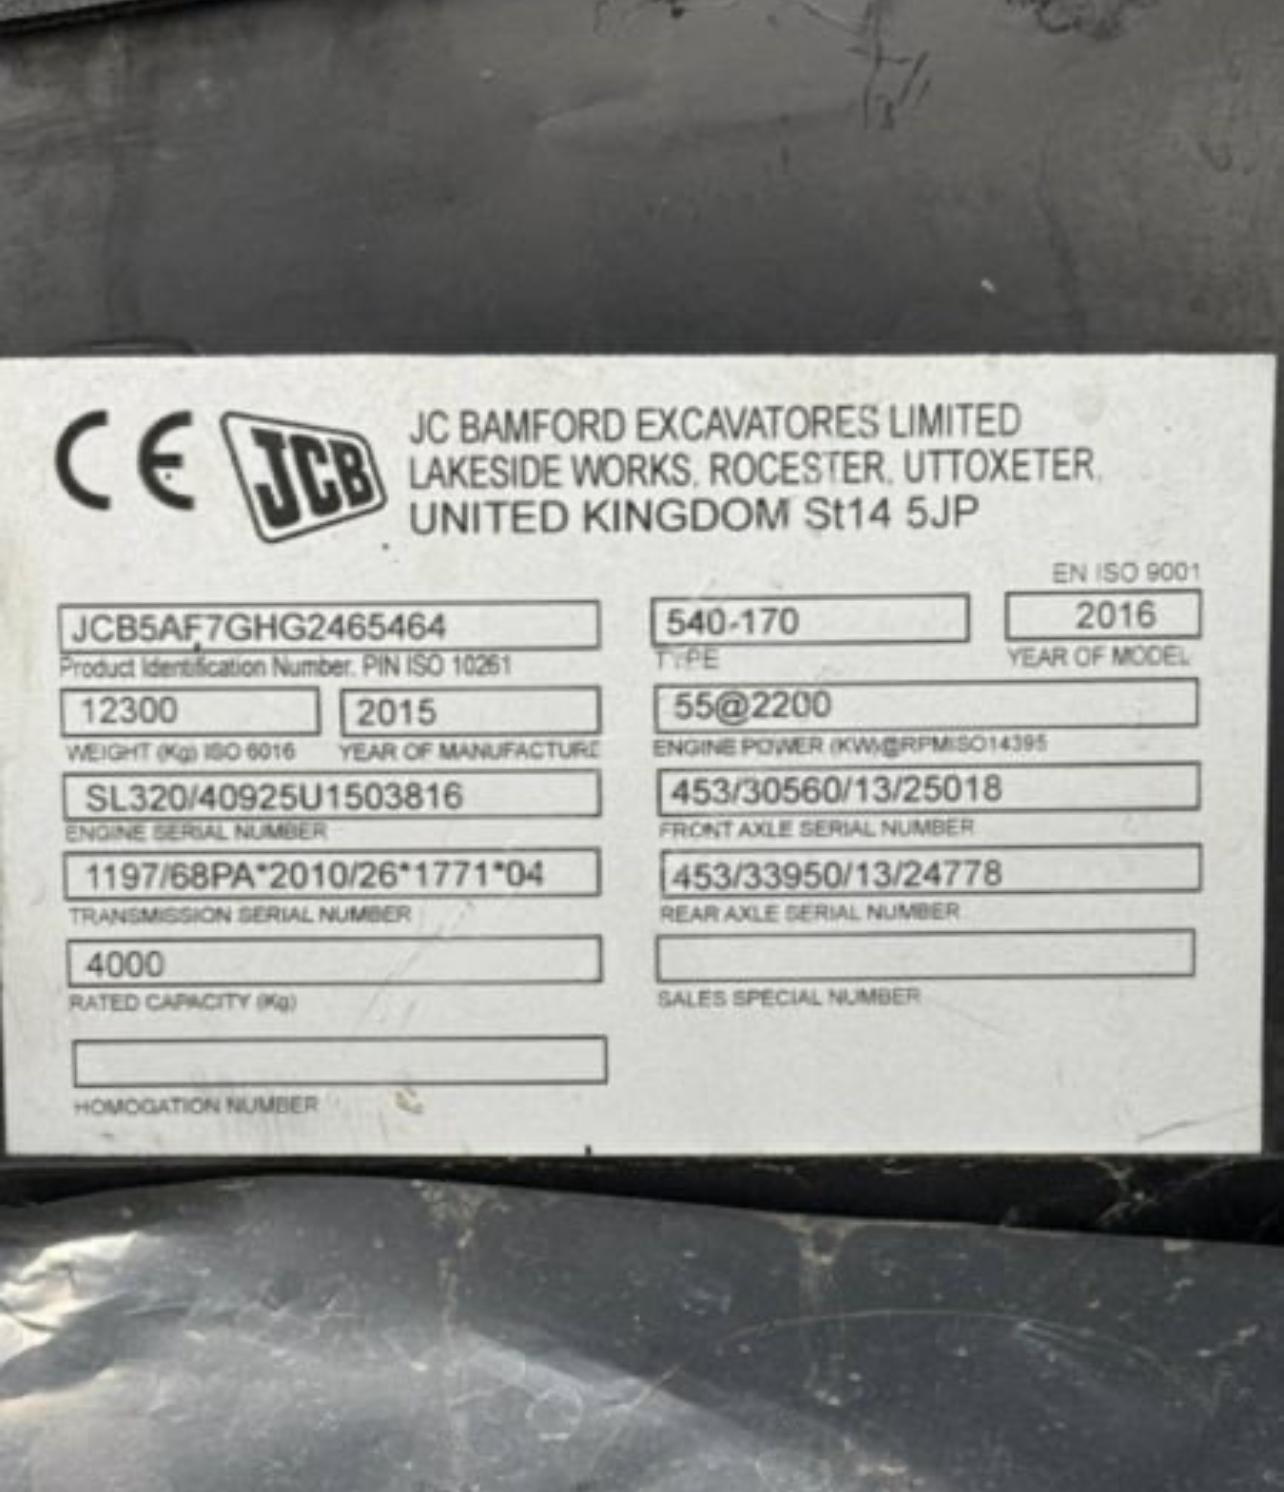 CE JCB JC BAMFORD EXCAVATORES LIMITED
LAKESIDE WORKS, ROCESTER, UTTOXETER,
UNITED KINGDOM St14 5JP
EN ISO 9001
JCB5AF7GHG2465464 540-170 2016
Product Identification Number. PIN ISO 10261 TYPE YEAR OF MODEL
12300 2015 55@2200
WEIGHT (Kg) ISO 6016 YEAR OF MANUFACTURE ENGINE POWER (KW)@RPMISO14395
SL320/40925U1503816 453/30560/13/25018
ENGINE SERIAL NUMBER FRONT AXLE SERIAL NUMBER
1197/68PA*2010/26*1771*04 453/33950/13/24778
TRANSMISSION SERIAL NUMBER REAR AXLE SERIAL NUMBER
4000
RATED CAPACITY (Kg) SALES SPECIAL NUMBER
HOMOGATION NUMBER